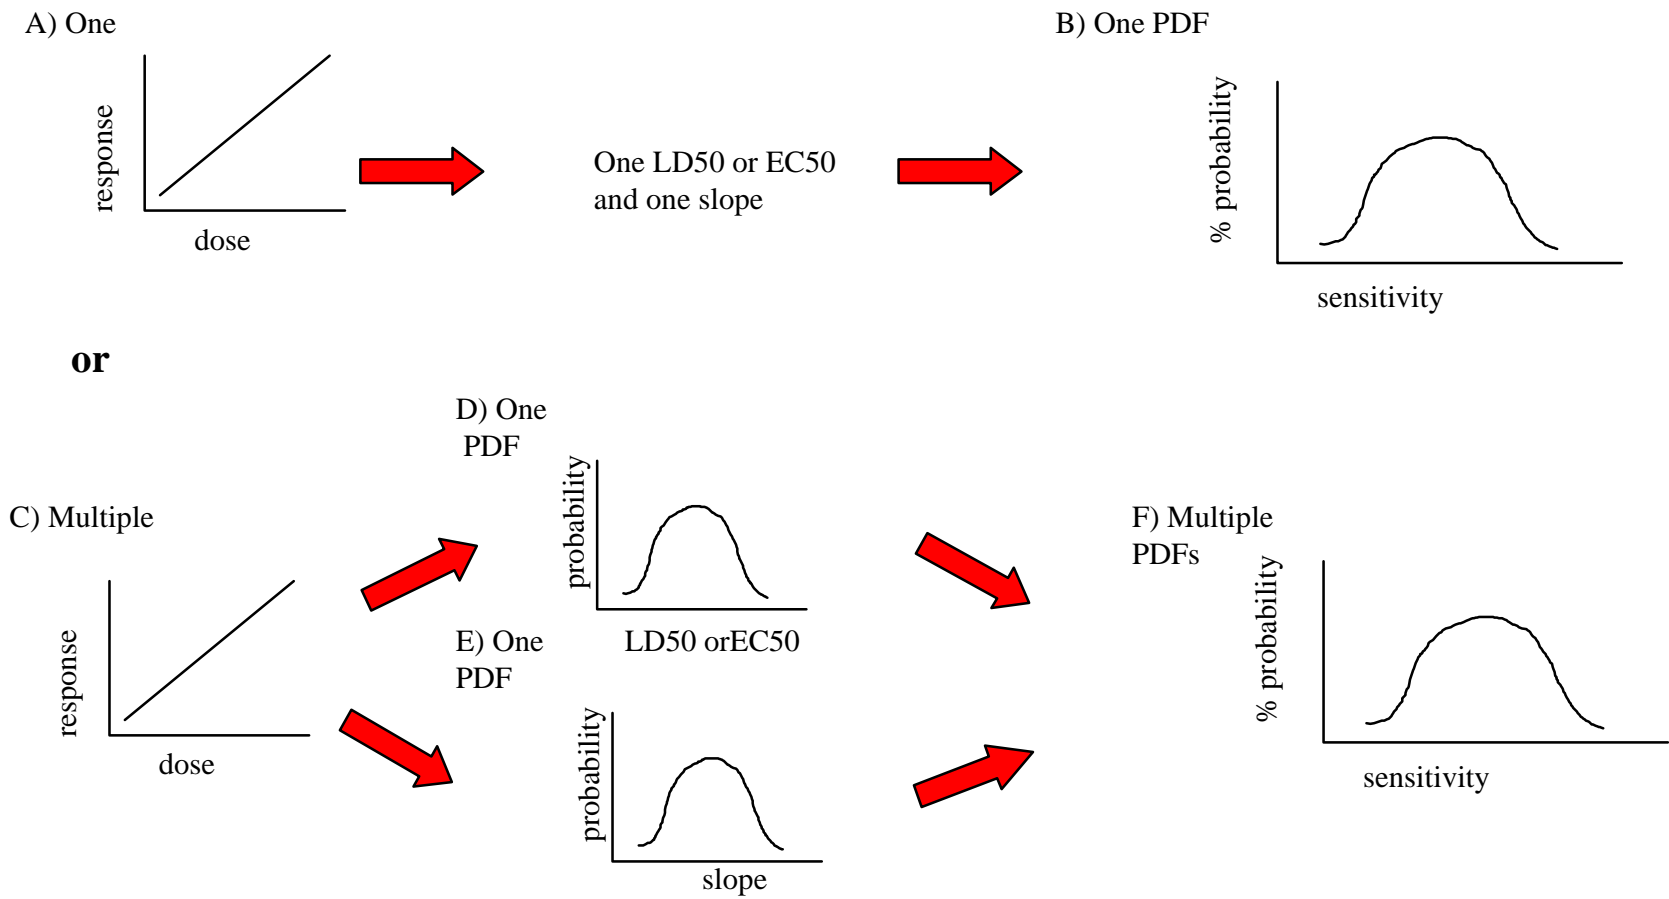 A) One
response
dose
One LD50 or EC50
and one slope
B) One PDF
% probability
sensitivity
or
C) Multiple
response
dose
D) One
PDF
probability
LD50 orEC50
E) One
PDF
probability
slope
F) Multiple
PDFs
% probability
sensitivity